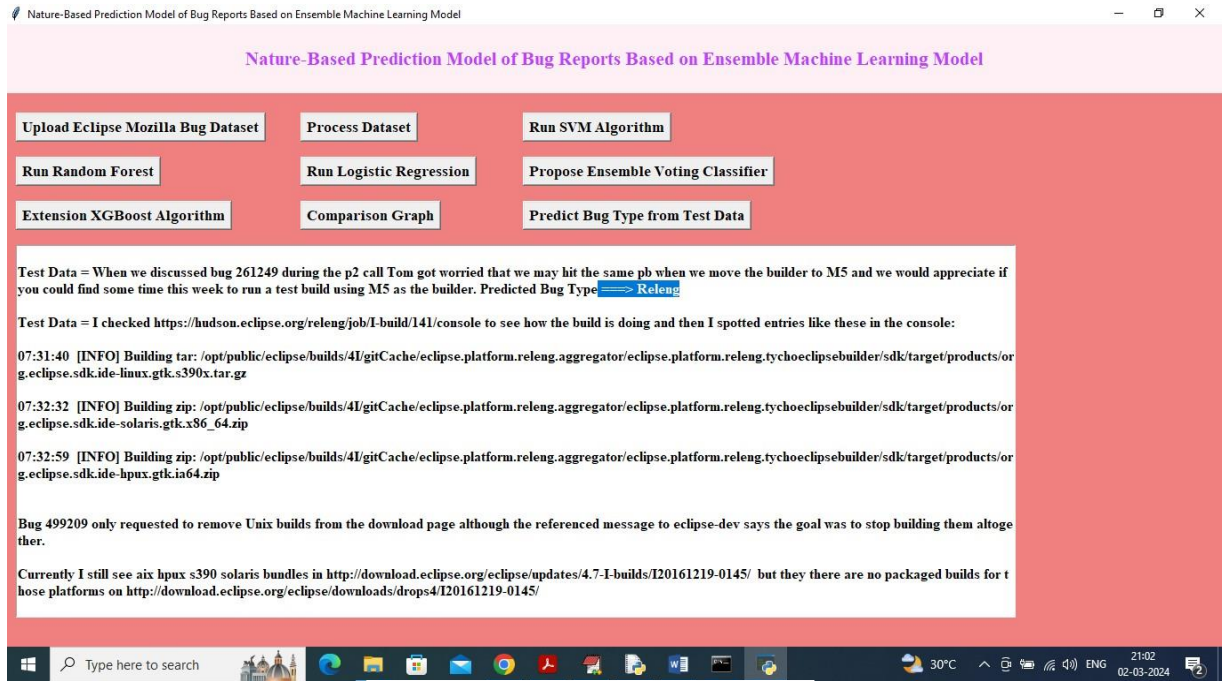 Nature-Based Prediction Model of Bug Reports Based on Ensemble Machine Learning Model
Nature-Based Prediction Model of Bug Reports Based on Ensemble Machine Learning Model
Upload Eclipse Mozilla Bug Dataset
Process Dataset
Run SVM Algorithm
Run Random Forest
Run Logistic Regression
Propose Ensemble Voting Classifier
Extension XGBoost Algorithm
Comparison Graph
Predict Bug Type from Test Data
Test Data = When we discussed bug 261249 during the p2 call Tom got worried that we may hit the same pb when we move the builder to M5 and we would appreciate if
you could find some time this week to run a test build using M5 as the builder. Predicted Bug Type ===> Releng
Test Data = I checked https://hudson.eclipse.org/releng/job/I-build/141/console to see how the build is doing and then I spotted entries like these in the console:
07:31:40  [INFO] Building tar: /opt/public/eclipse/builds/4I/gitCache/eclipse.platform.releng.aggregator/eclipse.platform.releng.tychoeclipsebuilder/sdk/target/products/or
g.eclipse.sdk.ide-linux.gtk.s390x.tar.gz
07:32:32  [INFO] Building zip: /opt/public/eclipse/builds/4I/gitCache/eclipse.platform.releng.aggregator/eclipse.platform.releng.tychoeclipsebuilder/sdk/target/products/or
g.eclipse.sdk.ide-solaris.gtk.x86_64.zip
07:32:59  [INFO] Building zip: /opt/public/eclipse/builds/4I/gitCache/eclipse.platform.releng.aggregator/eclipse.platform.releng.tychoeclipsebuilder/sdk/target/products/or
g.eclipse.sdk.ide-hpux.gtk.ia64.zip
Bug 499209 only requested to remove Unix builds from the download page although the referenced message to eclipse-dev says the goal was to stop building them altoge
ther.
Currently I still see aix hpux s390 solaris bundles in http://download.eclipse.org/eclipse/updates/4.7-I-builds/I20161219-0145/  but they there are no packaged builds for t
hose platforms on http://download.eclipse.org/eclipse/downloads/drops4/I20161219-0145/
Type here to search
30°C
ENG
21:02
02-03-2024
2